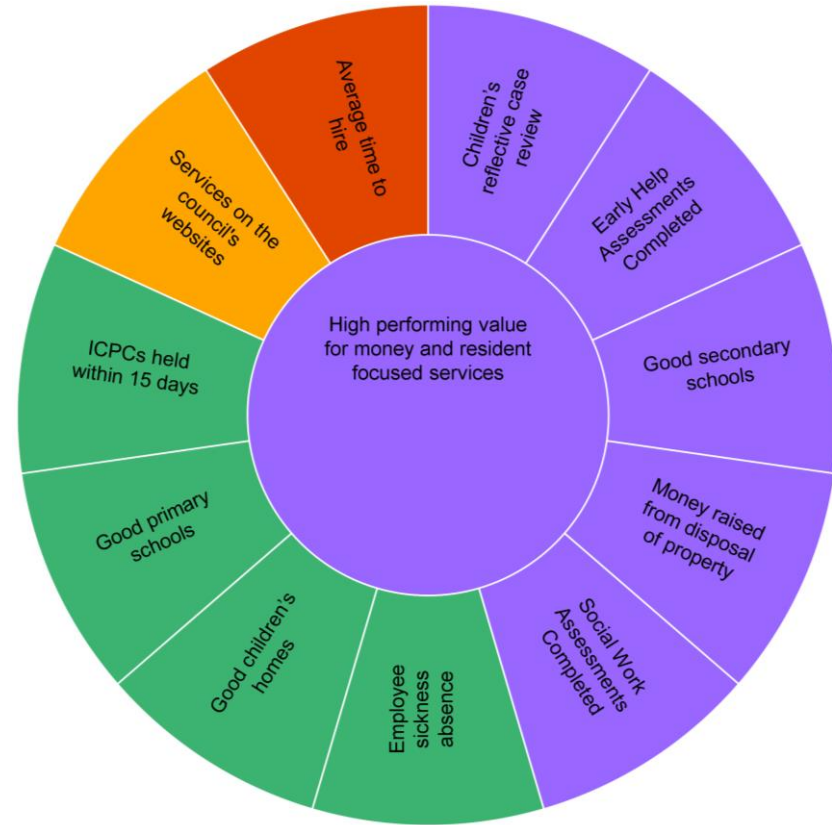 Average time to
hire
Children's
reflective case
review
Early Help
Assessments
Completed
Good secondary
schools
Money raised
from disposal
of property
Social Work
Assessments
Completed
Employee
sickness
absence
Good children's
homes
Good primary
schools
ICPCs held
within 15 days
Services on the
council's
websites
High performing value
for money and resident
focused services